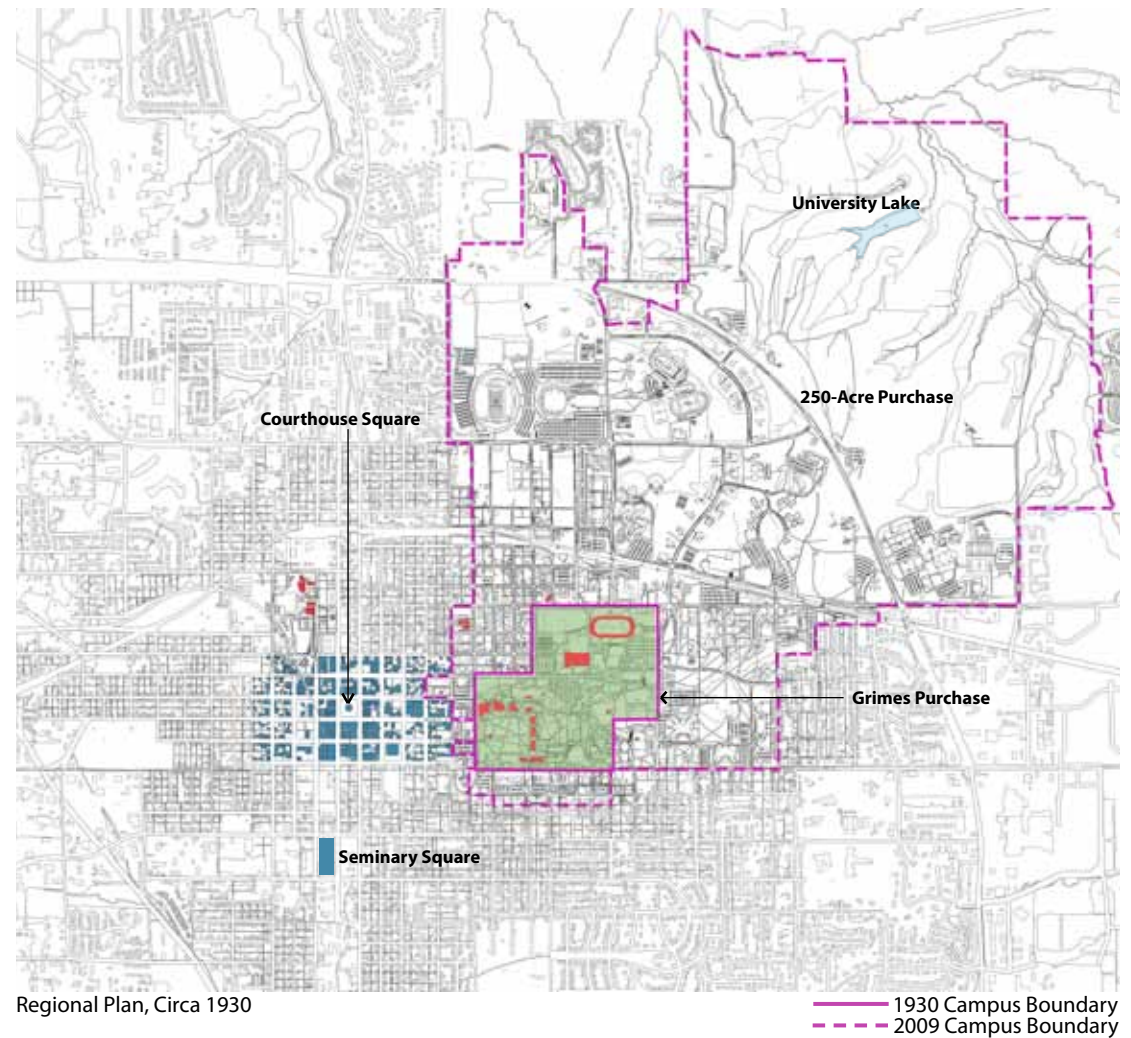 University Lake
250-Acre Purchase
Courthouse Square
Grimes Purchase
Seminary Square
Regional Plan, Circa 1930
1930 Campus Boundary
2009 Campus Boundary